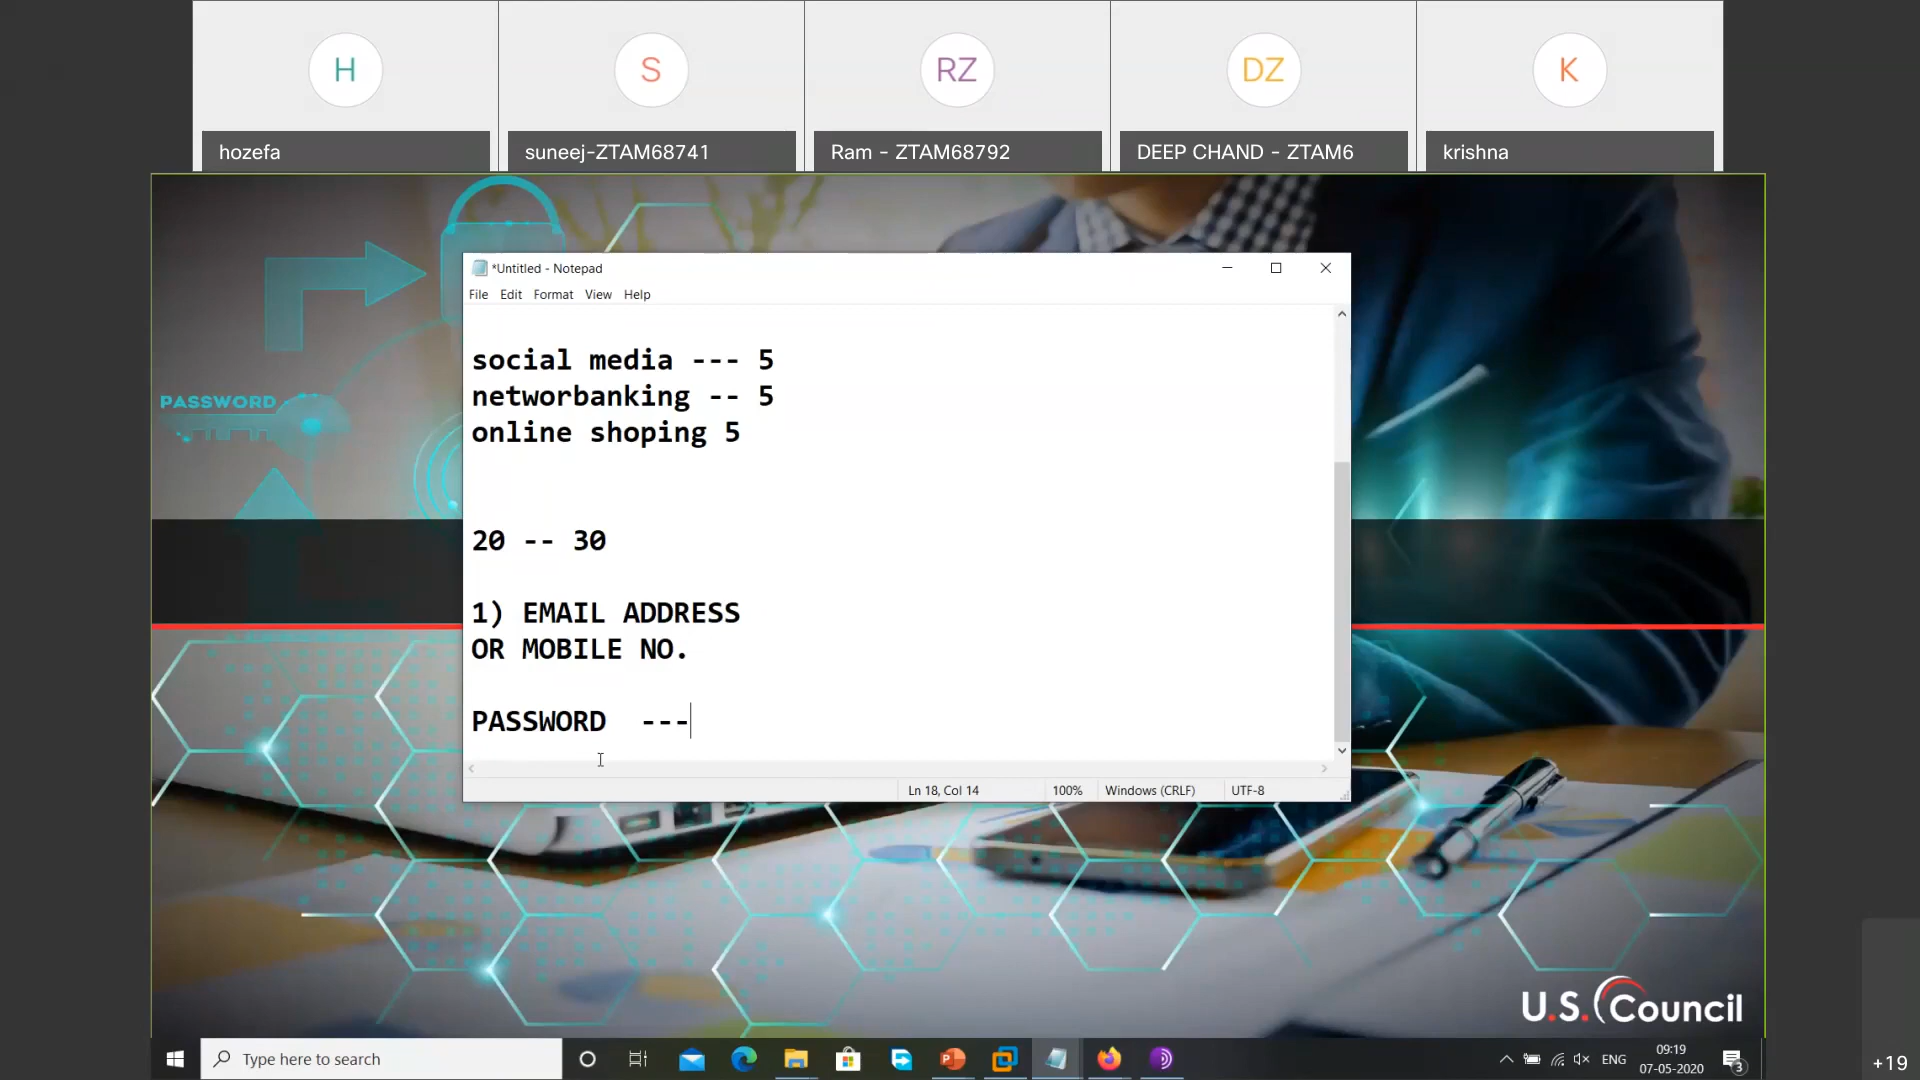 H
S
RZ
DZ
K
hozefa
suneej-ZTAM68741
Ram - ZTAM68792
DEEP CHAND - ZTAM6
krishna
*Untitled - Notepad
File Edit Format View Help
PASSWORD
social media --- 5
networbanking -- 5
online shoping 5
20 -- 30
1) EMAIL ADDRESS
OR MOBILE NO.
PASSWORD ---
Ln 18, Col 14
100%
Windows (CRLF)
UTF-8
U.S. Council
Type here to search
ENG
09:19
07-05-2020
3
+19